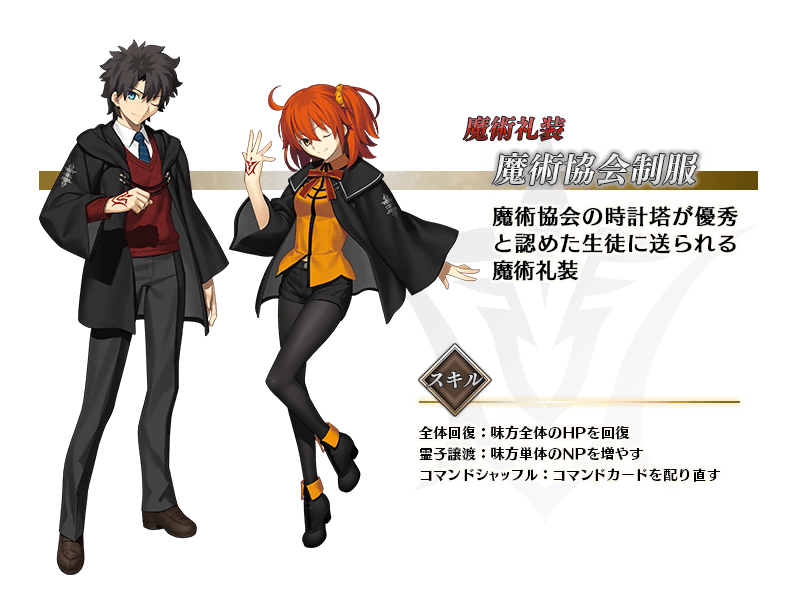 魔術礼装
魔術協会制服
魔術協会の時計塔が優秀
と認めた生徒に送られる
魔術礼装
スキル
全体回復：味方全体のHPを回復
霊子譲渡：味方単体のNPを増やす
コマンドシャッフル：コマンドカードを配り直す